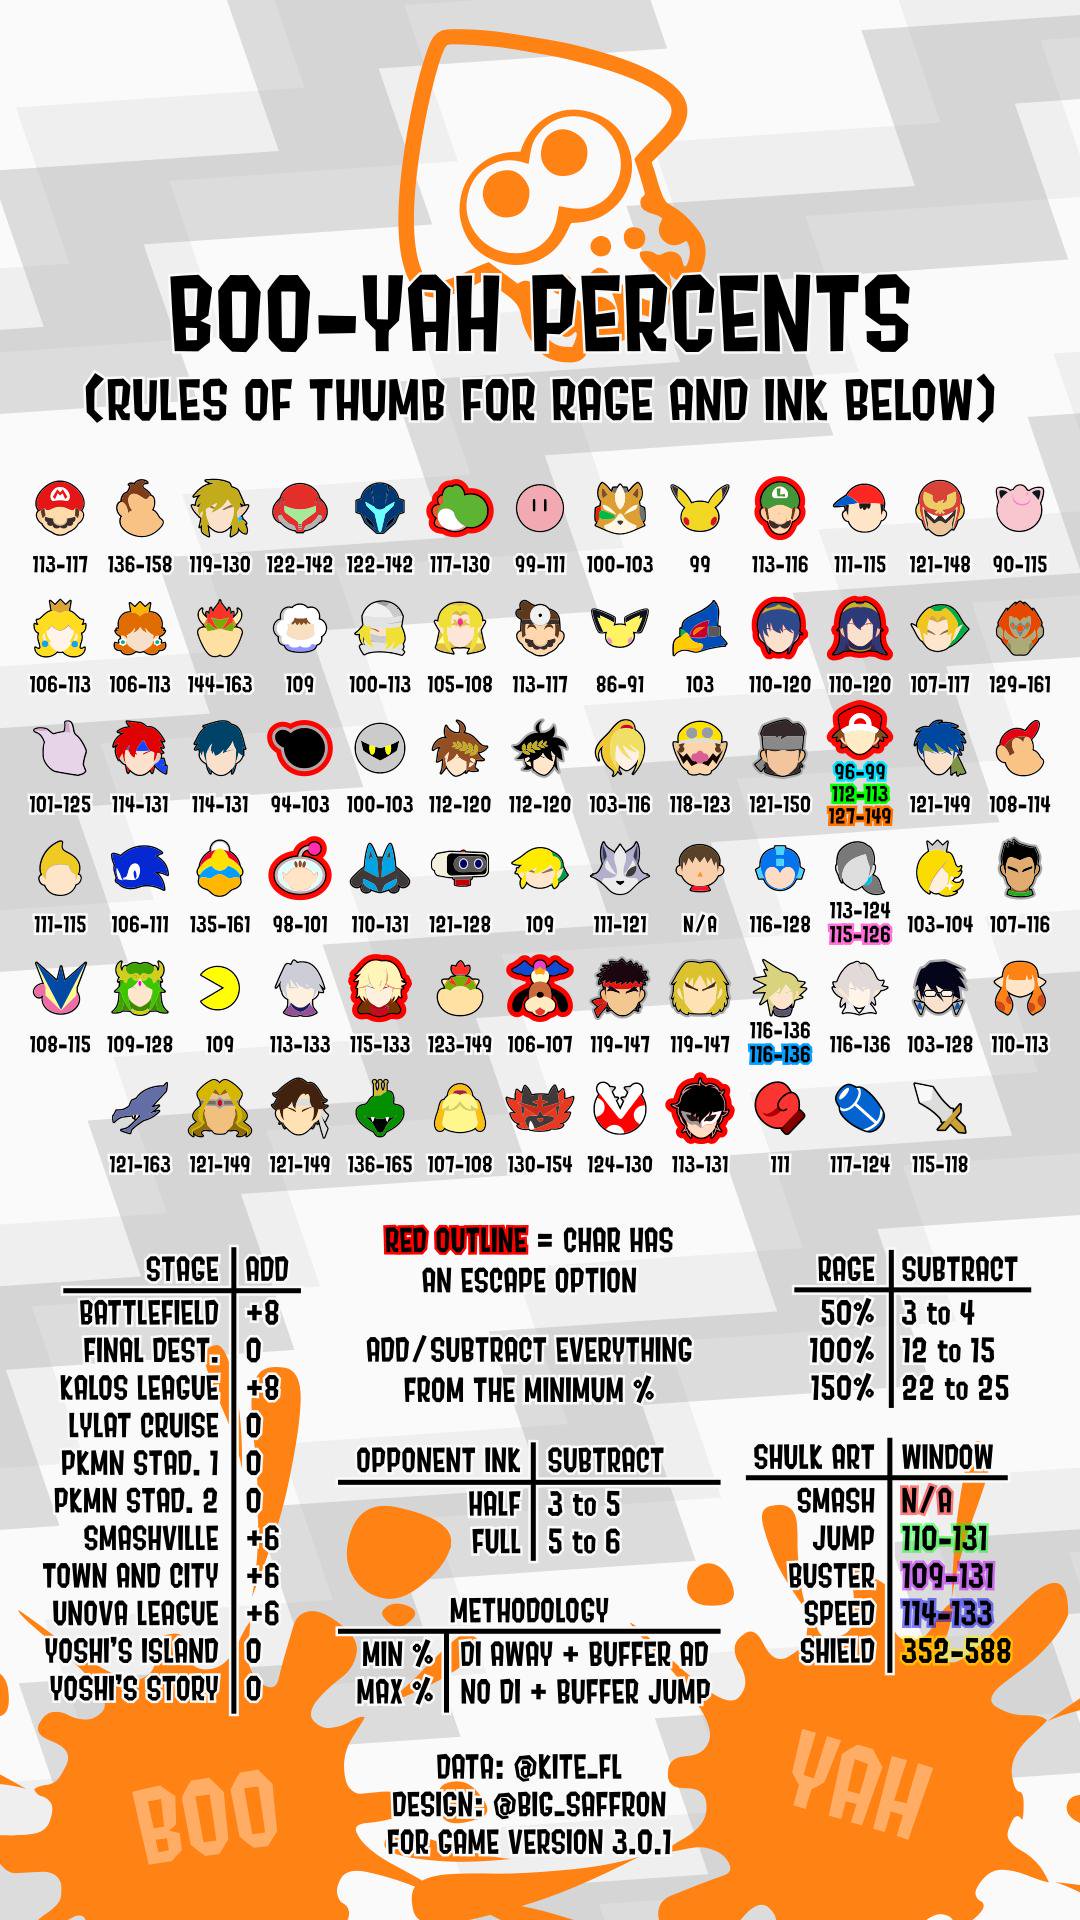 BOO-YAH PERCENTS
(RULES OF THUMB FOR RAGE AND INK BELOW)
M
L
113-117 136-158 119-130 122-142 122-142 117-130 99-111 100-103 99 113-116 111-115 121-148 90-115
106-113 106-113 144-163 109 100-113 105-108 113-117 86-91 103 110-120 110-120 107-117 129-161
101-125 114-131 114-131 94-103 100-103 112-120 112-120 103-116 118-123 121-150 96-99 112-113 127-149 121-149 108-114
111-115 106-111 135-161 98-101 110-131 121-128 109 111-121 N/A 116-128 113-124 115-126 103-104 107-116
108-115 109-128 109 113-133 115-133 123-149 106-107 119-147 119-147 116-136 116-136 116-136 103-128 110-113
121-163 121-149 121-149 136-165 107-108 130-154 124-130 113-131 111 117-124 115-118
RED OUTLINE = CHAR HAS
AN ESCAPE OPTION
ADD/SUBTRACT EVERYTHING
FROM THE MINIMUM %
STAGE ADD
BATTLEFIELD +8
FINAL DEST. 0
KALOS LEAGUE +8
LYLAT CRUISE 0
PKMN STAD. 1 0
PKMN STAD. 2 0
SMASHVILLE +6
TOWN AND CITY +6
UNOVA LEAGUE +6
YOSHI'S ISLAND 0
YOSHI'S STORY 0
OPPONENT INK SUBTRACT
HALF 3 to 5
FULL 5 to 6
METHODOLOGY
MIN % DI AWAY + BUFFER AD
MAX % NO DI + BUFFER JUMP
RAGE SUBTRACT
50% 3 to 4
100% 12 to 15
150% 22 to 25
SHULK ART WINDOW
SMASH N/A
JUMP 110-131
BUSTER 109-131
SPEED 114-133
SHIELD 352-588
DATA: @KITE_FL
DESIGN: @BIG_SAFFRON
FOR GAME VERSION 3.0.1
BOO
YAH